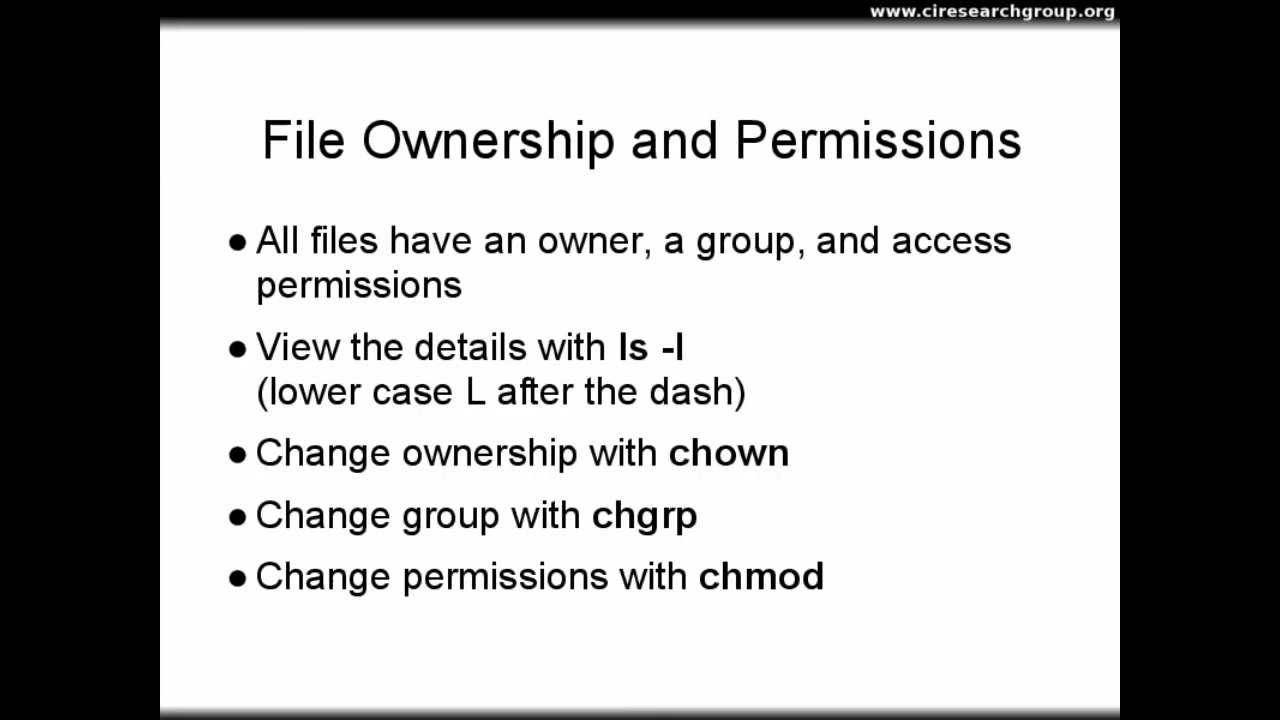 www.ciresearchgroup.org
File Ownership and Permissions
● All files have an owner, a group, and access
permissions
● View the details with ls -l
(lower case L after the dash)
● Change ownership with chown
● Change group with chgrp
● Change permissions with chmod